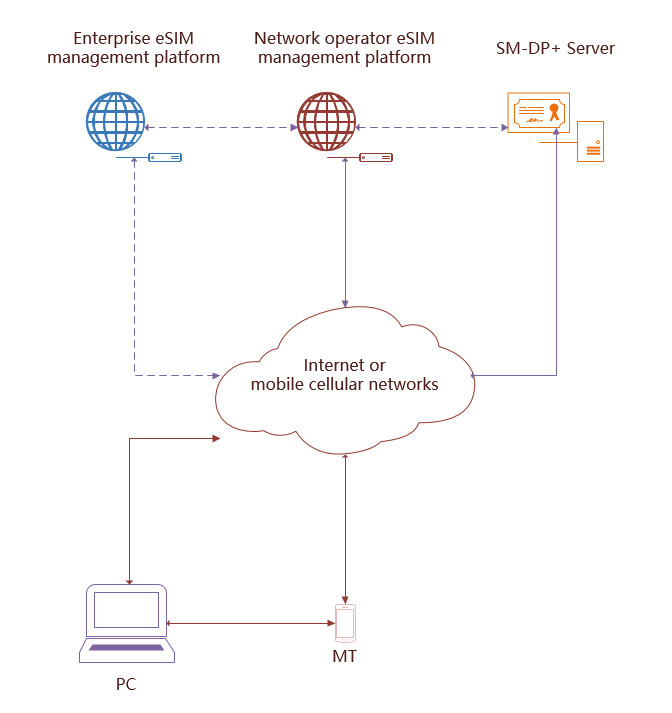 Enterprise eSIM
management platform
Network operator eSIM
management platform
SM-DP+ Server
Internet or
mobile cellular networks
MT
PC